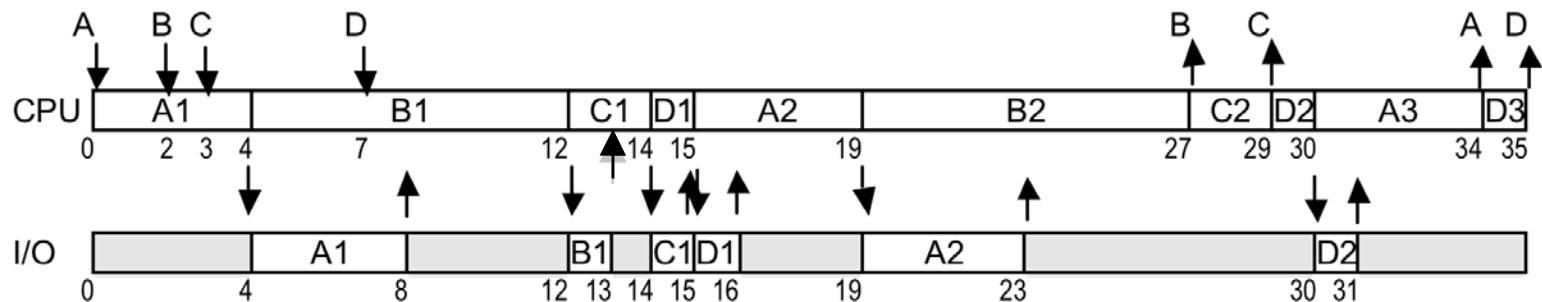 A B C D B C A D
CPU A1 B1 C1 D1 A2 B2 C2 D2 A3 D3
0 2 3 4 7 12 14 15 19 27 29 30 34 35
I/O A1 B1 C1 D1 A2 D2
0 4 8 12 13 14 15 16 19 23 30 31